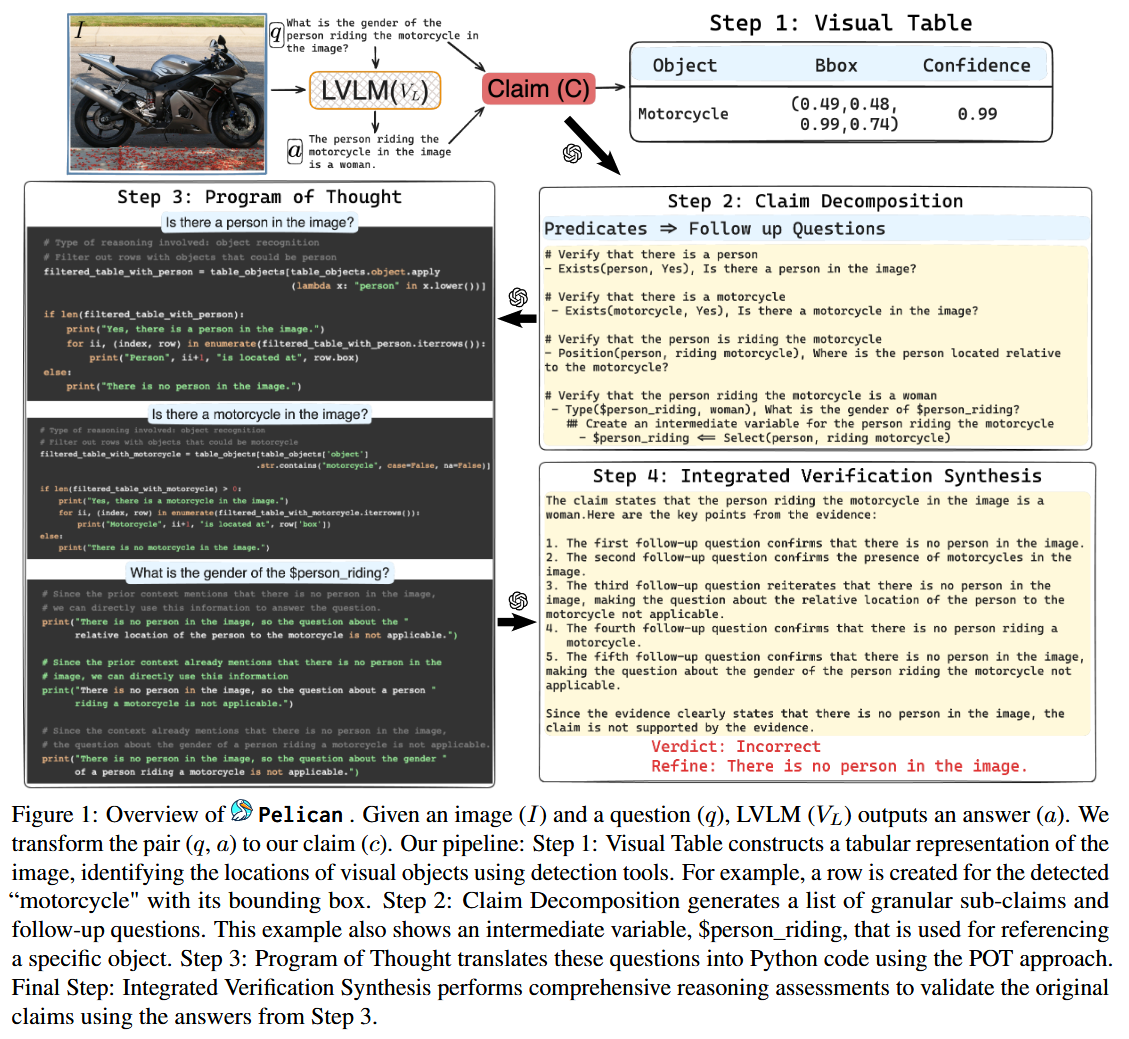 I
q
What is the gender of the
person riding the motorcycle in
the image?
LVLM(V_L)
a
The person riding the
motorcycle in the image
is a woman.
Claim (C)
Step 1: Visual Table
Object Bbox Confidence
Motorcycle (0.49,0.48, 0.99,0.74) 0.99
Step 2: Claim Decomposition
Predicates ⇒ Follow up Questions
# Verify that there is a person
- Exists(person, Yes), Is there a person in the image?
# Verify that there is a motorcycle
- Exists(motorcycle, Yes), Is there a motorcycle in the image?
# Verify that the person is riding the motorcycle
- Position(person, riding motorcycle), Where is the person located relative
to the motorcycle?
# Verify that the person riding the motorcycle is a woman
- Type($person_riding, woman), What is the gender of $person_riding?
## Create an intermediate variable for the person riding the motorcycle
- $person_riding ⇐ Select(person, riding motorcycle)
Step 3: Program of Thought
Is there a person in the image?
# Type of reasoning involved: object recognition
# Filter out rows with objects that could be person
filtered_table_with_person = table_objects[table_objects.object.apply
(lambda x: "person" in x.lower())]
if len(filtered_table_with_person):
print("Yes, there is a person in the image.")
for ii, (index, row) in enumerate(filtered_table_with_person.iterrows()):
print("Person", ii+1, "is located at", row.box)
else:
print("There is no person in the image.")
Is there a motorcycle in the image?
# Type of reasoning involved: object recognition
# Filter out rows with objects that could be motorcycle
filtered_table_with_motorcycle = table_objects[table_objects['object']
.str.contains("motorcycle", case=False, na=False)]
if len(filtered_table_with_motorcycle) > 0:
print("Yes, there is a motorcycle in the image.")
for ii, (index, row) in enumerate(filtered_table_with_motorcycle.iterrows()):
print("Motorcycle", ii+1, "is located at", row['box'])
else:
print("There is no motorcycle in the image.")
What is the gender of the $person_riding?
# Since the prior context mentions that there is no person in the image,
# we can directly use this information to answer the question.
print("There is no person in the image, so the question about the "
relative location of the person to the motorcycle is not applicable.")
# Since the prior context already mentions that there is no person in the
# image, we can directly use this information
print("There is no person in the image, so the question about a person "
riding a motorcycle is not applicable.")
# Since the context already mentions that there is no person in the image,
# the question about the gender of a person riding a motorcycle is not applicable.
print("There is no person in the image, so the question about the gender "
of a person riding a motorcycle is not applicable.")
Step 4: Integrated Verification Synthesis
The claim states that the person riding the motorcycle in the image is a
woman.Here are the key points from the evidence:
1. The first follow-up question confirms that there is no person in the image.
2. The second follow-up question confirms the presence of motorcycles in the
image.
3. The third follow-up question reiterates that there is no person in the
image, making the question about the relative location of the person to the
motorcycle not applicable.
4. The fourth follow-up question confirms that there is no person riding a
motorcycle.
5. The fifth follow-up question confirms that there is no person in the image,
making the question about the gender of the person riding the motorcycle not
applicable.
Since the evidence clearly states that there is no person in the image, the
claim is not supported by the evidence.
Verdict: Incorrect
Refine: There is no person in the image.
Figure 1: Overview of Pelican . Given an image (I) and a question (q), LVLM (V_L) outputs an answer (a). We
transform the pair (q, a) to our claim (c). Our pipeline: Step 1: Visual Table constructs a tabular representation of the
image, identifying the locations of visual objects using detection tools. For example, a row is created for the detected
“motorcycle" with its bounding box. Step 2: Claim Decomposition generates a list of granular sub-claims and
follow-up questions. This example also shows an intermediate variable, $person_riding, that is used for referencing
a specific object. Step 3: Program of Thought translates these questions into Python code using the POT approach.
Final Step: Integrated Verification Synthesis performs comprehensive reasoning assessments to validate the original
claims using the answers from Step 3.